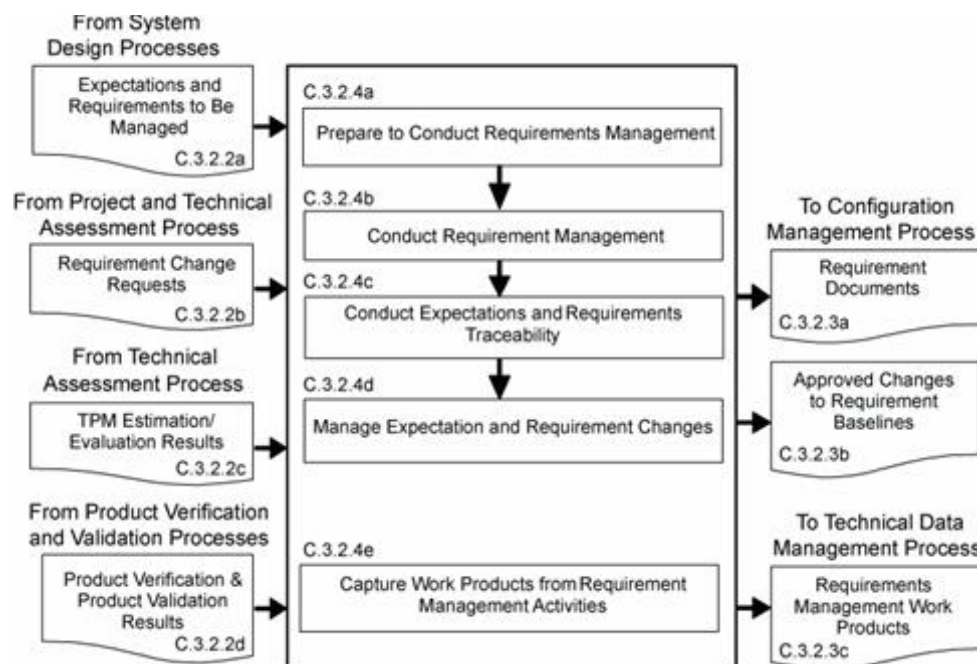 From System
Design Processes
Expectations and
Requirements to Be
Managed
C.3.2.2a
From Project and Technical
Assessment Process
Requirement Change
Requests
C.3.2.2b
From Technical
Assessment Process
TPM Estimation/
Evaluation Results
C.3.2.2c
From Product Verification
and Validation Processes
Product Verification &
Product Validation
Results
C.3.2.2d
C.3.2.4a
Prepare to Conduct Requirements Management
C.3.2.4b
Conduct Requirement Management
C.3.2.4c
Conduct Expectations and Requirements
Traceability
C.3.2.4d
Manage Expectation and Requirement Changes
C.3.2.4e
Capture Work Products from Requirement
Management Activities
To Configuration
Management Process
Requirement
Documents
C.3.2.3a
Approved Changes
to Requirement
Baselines
C.3.2.3b
To Technical Data
Management Process
Requirements
Management Work
Products
C.3.2.3c